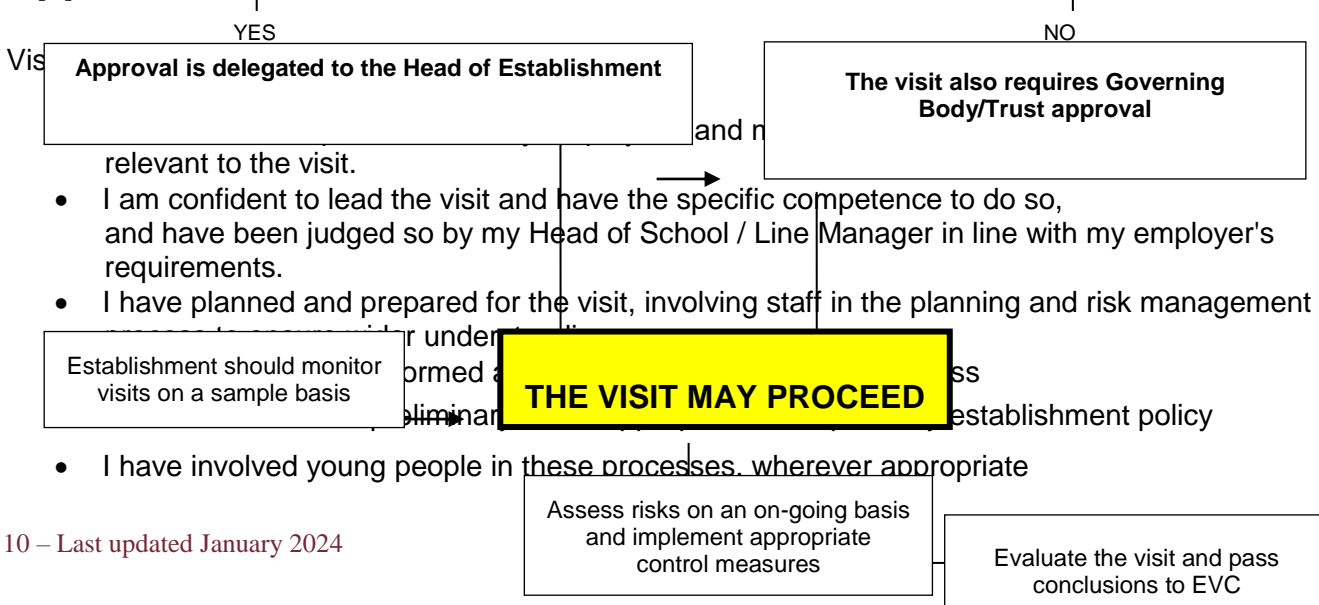 YES
NO
Vis
Approval is delegated to the Head of Establishment
The visit also requires Governing
Body/Trust approval
and
relevant to the visit.
• I am confident to lead the visit and have the specific competence to do so,
and have been judged so by my Head of School / Line Manager in line with my employer's
requirements.
• I have planned and prepared for the visit, involving staff in the planning and risk management
Establishment should monitor
visits on a sample basis
THE VISIT MAY PROCEED
establishment policy
• I have involved young people in these processes, wherever appropriate
Assess risks on an on-going basis
and implement appropriate
control measures
10 – Last updated January 2024
Evaluate the visit and pass
conclusions to EVC